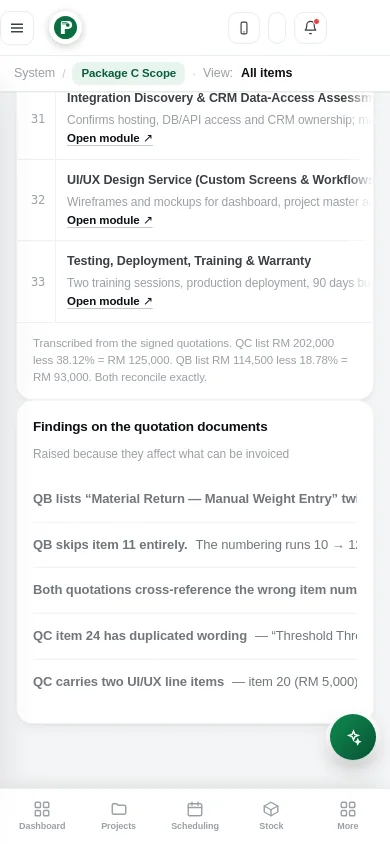 System / Package C Scope · View: All items
Integration Discovery & CRM Data-Access Assessm
31
Confirms hosting, DB/API access and CRM ownership; m
Open module ↗
UI/UX Design Service (Custom Screens & Workflows
32
Wireframes and mockups for dashboard, project master a
Open module ↗
Testing, Deployment, Training & Warranty
33
Two training sessions, production deployment, 90 days bu
Open module ↗
Transcribed from the signed quotations. QC list RM 202,000
less 38.12% = RM 125,000. QB list RM 114,500 less 18.78% =
RM 93,000. Both reconcile exactly.
Findings on the quotation documents
Raised because they affect what can be invoiced
QB lists “Material Return — Manual Weight Entry” twi
QB skips item 11 entirely. The numbering runs 10 → 12
Both quotations cross-reference the wrong item num
QC item 24 has duplicated wording — “Threshold Thre
QC carries two UI/UX line items — item 20 (RM 5,000)
Dashboard Projects Scheduling Stock More